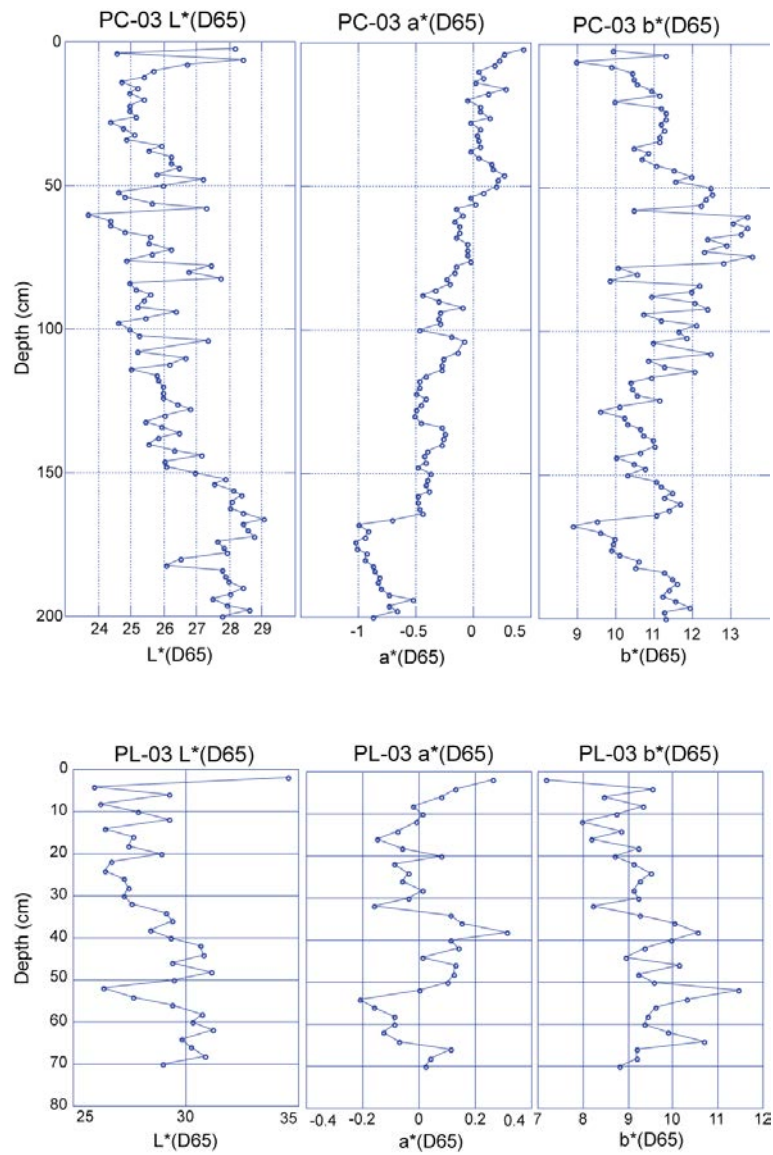 PC-03 L*(D65) PC-03 a*(D65) PC-03 b*(D65)
0
50
100
150
200
Depth (cm)
24 25 26 27 28 29 -1 -0.5 0 0.5 9 10 11 12 13
L*(D65) a*(D65) b*(D65)
PL-03 L*(D65) PL-03 a*(D65) PL-03 b*(D65)
0
10
20
30
40
50
60
70
80
Depth (cm)
25 30 35 -0.4 -0.2 0 0.2 0.4 7 8 9 10 11 12
L*(D65) a*(D65) b*(D65)